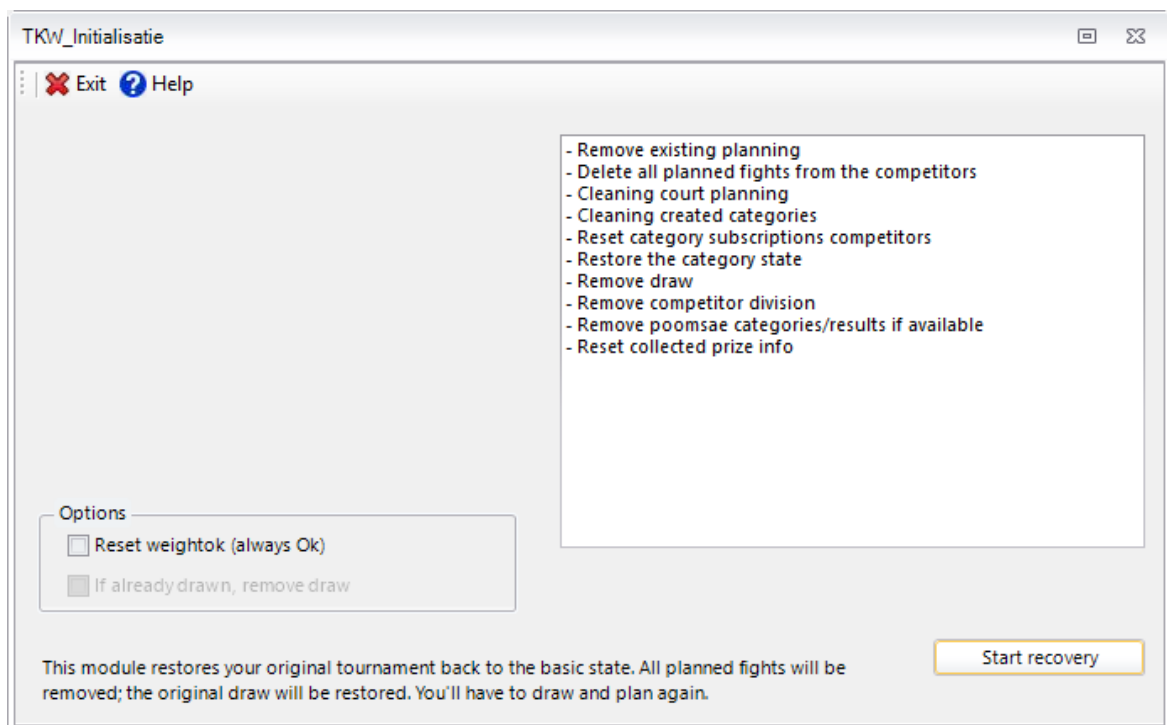 TKW_Initialisatie
Exit Help
- Remove existing planning
- Delete all planned fights from the competitors
- Cleaning court planning
- Cleaning created categories
- Reset category subscriptions competitors
- Restore the category state
- Remove draw
- Remove competitor division
- Remove poomsae categories/results if available
- Reset collected prize info
Options
Reset weightok (always Ok)
If already drawn, remove draw
This module restores your original tournament back to the basic state. All planned fights will be
removed; the original draw will be restored. You'll have to draw and plan again.
Start recovery